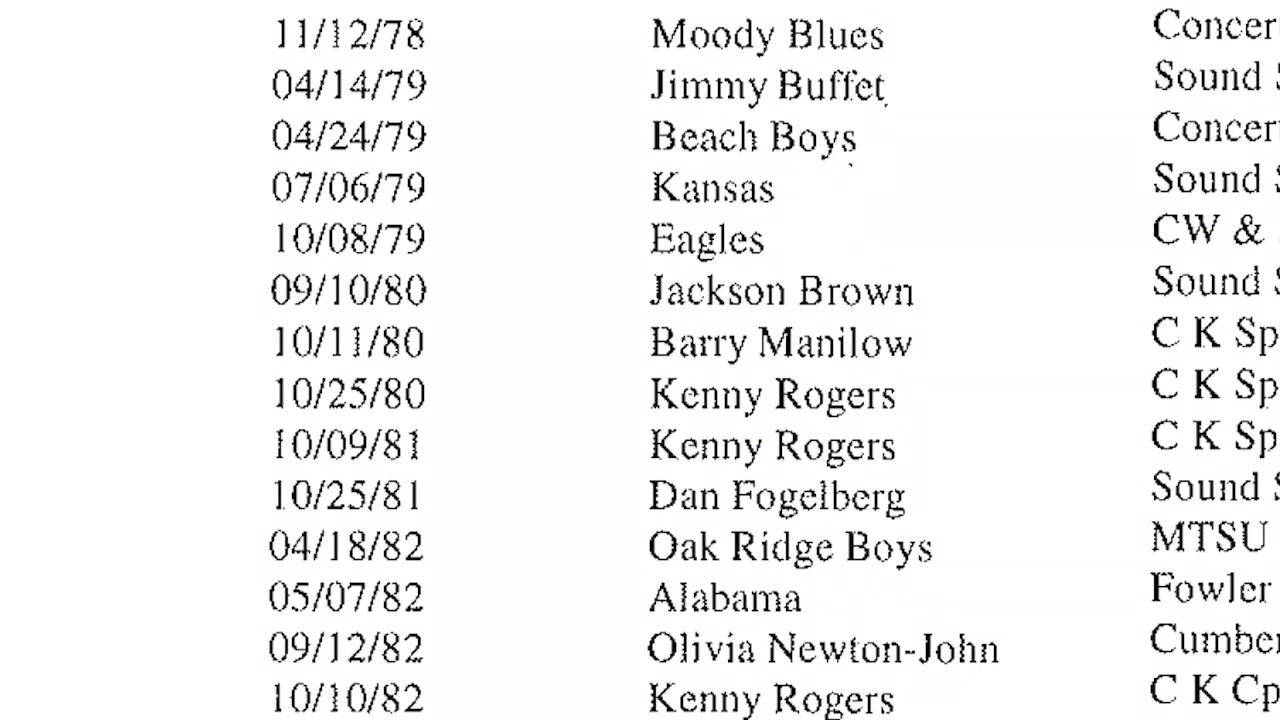 11/12/78 Moody Blues Concert
04/14/79 Jimmy Buffet Sound S
04/24/79 Beach Boys Concert
07/06/79 Kansas Sound S
10/08/79 Eagles CW &
09/10/80 Jackson Brown Sound S
10/11/80 Barry Manilow C K Sp
10/25/80 Kenny Rogers C K Sp
10/09/81 Kenny Rogers C K Sp
10/25/81 Dan Fogelberg Sound S
04/18/82 Oak Ridge Boys MTSU
05/07/82 Alabama Fowler
09/12/82 Olivia Newton-John Cumber
10/10/82 Kenny Rogers C K Cp